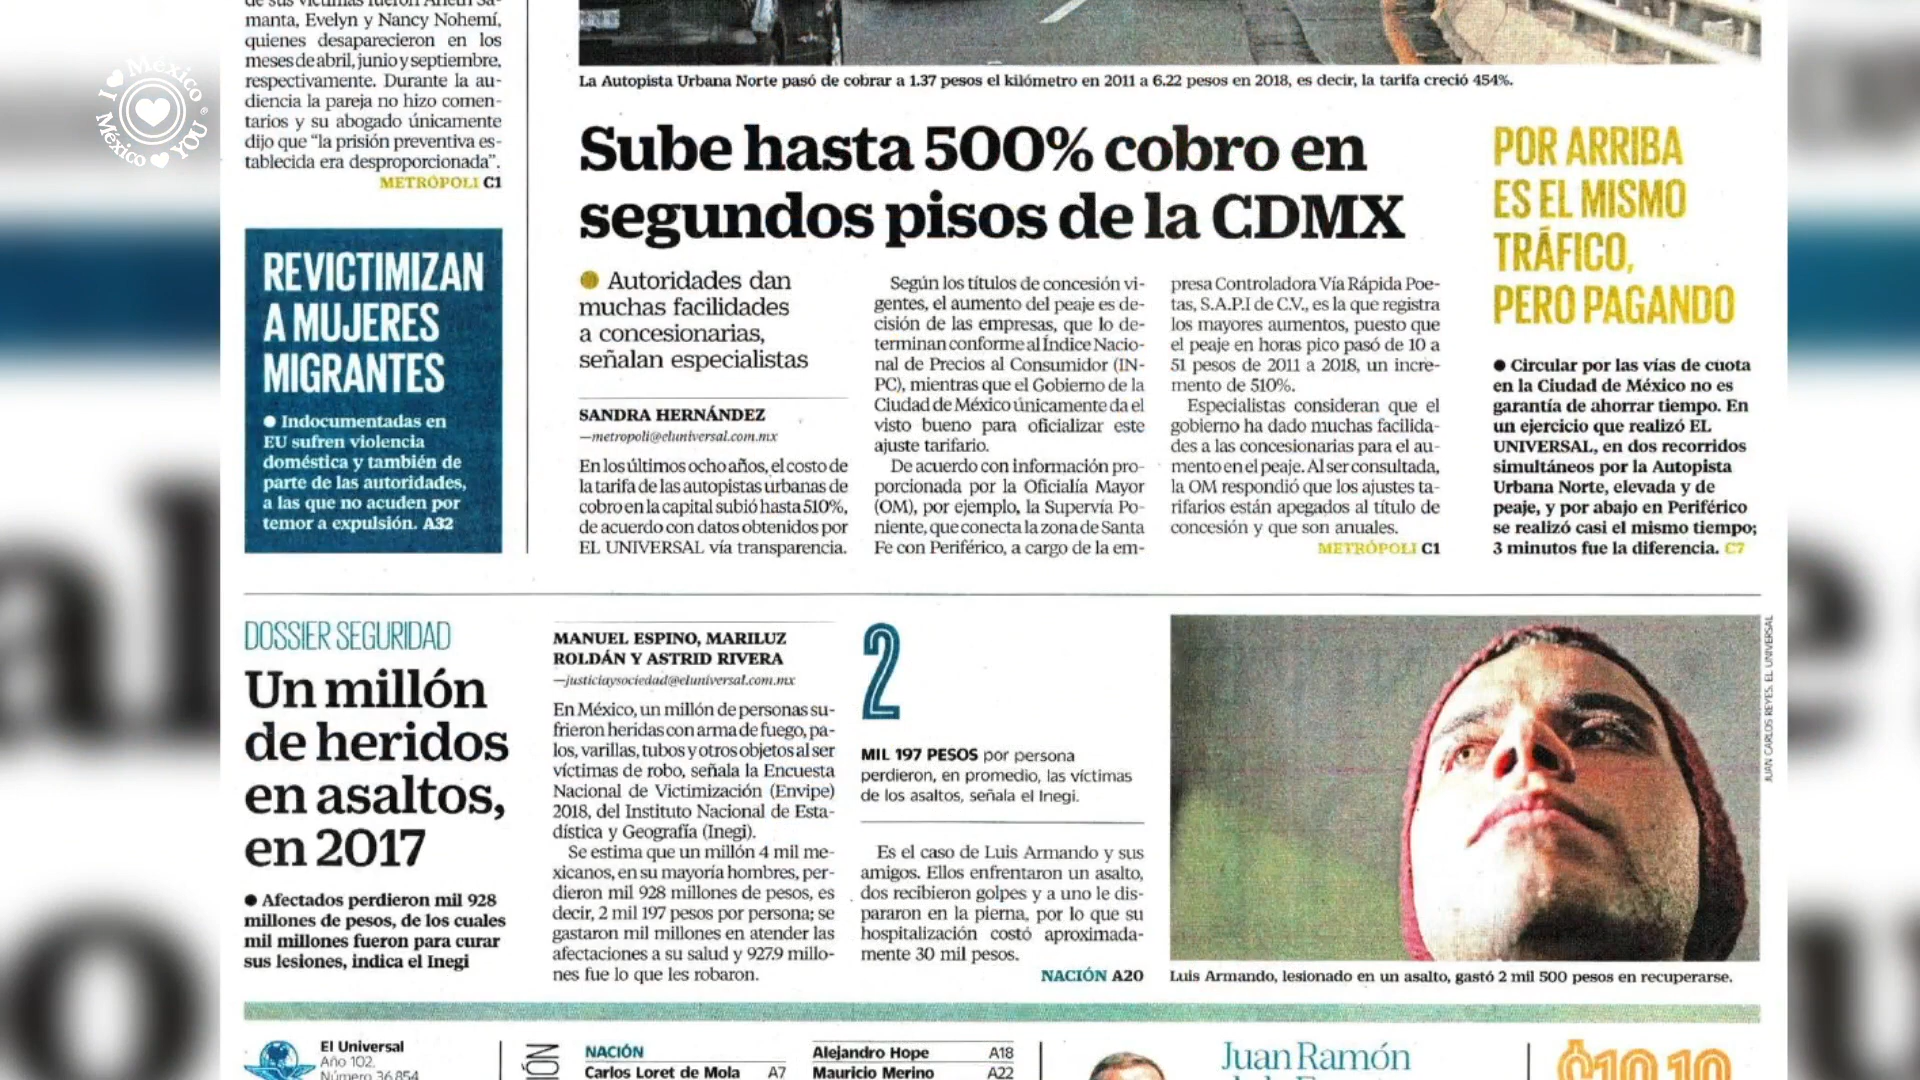 I México
México YOU
manta, Evelyn y Nancy Nohemí,
quienes desaparecieron en los
meses de abril, junio y septiembre,
respectivamente. Durante la au-
diencia la pareja no hizo comen-
tarios y su abogado únicamente
dijo que “la prisión preventiva es-
tablecida era desproporcionada”.
METRÓPOLI C1
REVICTIMIZAN
A MUJERES
MIGRANTES
● Indocumentadas en
EU sufren violencia
doméstica y también de
parte de las autoridades,
a las que no acuden por
temor a expulsión. A32
La Autopista Urbana Norte pasó de cobrar a 1.37 pesos el kilómetro en 2011 a 6.22 pesos en 2018, es decir, la tarifa creció 454%.
Sube hasta 500% cobro en
segundos pisos de la CDMX
● Autoridades dan
muchas facilidades
a concesionarias,
señalan especialistas
SANDRA HERNÁNDEZ
—metropoli@eluniversal.com.mx
En los últimos ocho años, el costo de
la tarifa de las autopistas urbanas de
cobro en la capital subió hasta 510%,
de acuerdo con datos obtenidos por
EL UNIVERSAL vía transparencia.
Según los títulos de concesión vi-
gentes, el aumento del peaje es de-
cisión de las empresas, que lo de-
terminan conforme al Índice Nacio-
nal de Precios al Consumidor (IN-
PC), mientras que el Gobierno de la
Ciudad de México únicamente da el
visto bueno para oficializar este
ajuste tarifario.
De acuerdo con información pro-
porcionada por la Oficialía Mayor
(OM), por ejemplo, la Supervía Po-
niente, que conecta la zona de Santa
Fe con Periférico, a cargo de la em-
presa Controladora Vía Rápida Poe-
tas, S.A.P.I de C.V., es la que registra
los mayores aumentos, puesto que
el peaje en horas pico pasó de 10 a
51 pesos de 2011 a 2018, un incre-
mento de 510%.
Especialistas consideran que el
gobierno ha dado muchas facilida-
des a las concesionarias para el au-
mento en el peaje. Al ser consultada,
la OM respondió que los ajustes ta-
rifarios están apegados al título de
concesión y que son anuales.
METRÓPOLI C1
POR ARRIBA
ES EL MISMO
TRÁFICO,
PERO PAGANDO
● Circular por las vías de cuota
en la Ciudad de México no es
garantía de ahorrar tiempo. En
un ejercicio que realizó EL
UNIVERSAL, en dos recorridos
simultáneos por la Autopista
Urbana Norte, elevada y de
peaje, y por abajo en Periférico
se realizó casi el mismo tiempo;
3 minutos fue la diferencia. C7
DOSSIER SEGURIDAD
Un millón
de heridos
en asaltos,
en 2017
● Afectados perdieron mil 928
millones de pesos, de los cuales
mil millones fueron para curar
sus lesiones, indica el Inegi
MANUEL ESPINO, MARILUZ
ROLDÁN Y ASTRID RIVERA
—justiciaysociedad@eluniversal.com.mx
En México, un millón de personas su-
frieron heridas con arma de fuego, pa-
los, varillas, tubos y otros objetos al ser
víctimas de robo, señala la Encuesta
Nacional de Victimización (Envipe)
2018, del Instituto Nacional de Esta-
dística y Geografía (Inegi).
Se estima que un millón 4 mil me-
xicanos, en su mayoría hombres, per-
dieron mil 928 millones de pesos, es
decir, 2 mil 197 pesos por persona; se
gastaron mil millones en atender las
afectaciones a su salud y 927.9 millo-
nes fue lo que les robaron.
2
MIL 197 PESOS por persona
perdieron, en promedio, las víctimas
de los asaltos, señala el Inegi.
Es el caso de Luis Armando y sus
amigos. Ellos enfrentaron un asalto,
dos recibieron golpes y a uno le dis-
pararon en la pierna, por lo que su
hospitalización costó aproximada-
mente 30 mil pesos.
NACIÓN A20
JUAN CARLOS REYES. EL UNIVERSAL
Luis Armando, lesionado en un asalto, gastó 2 mil 500 pesos en recuperarse.
El Universal
Año 102,
Número 36,854
NACIÓN
Carlos Loret de Mola A7
Alejandro Hope A18
Mauricio Merino A22
Juan Ramón
$10.10